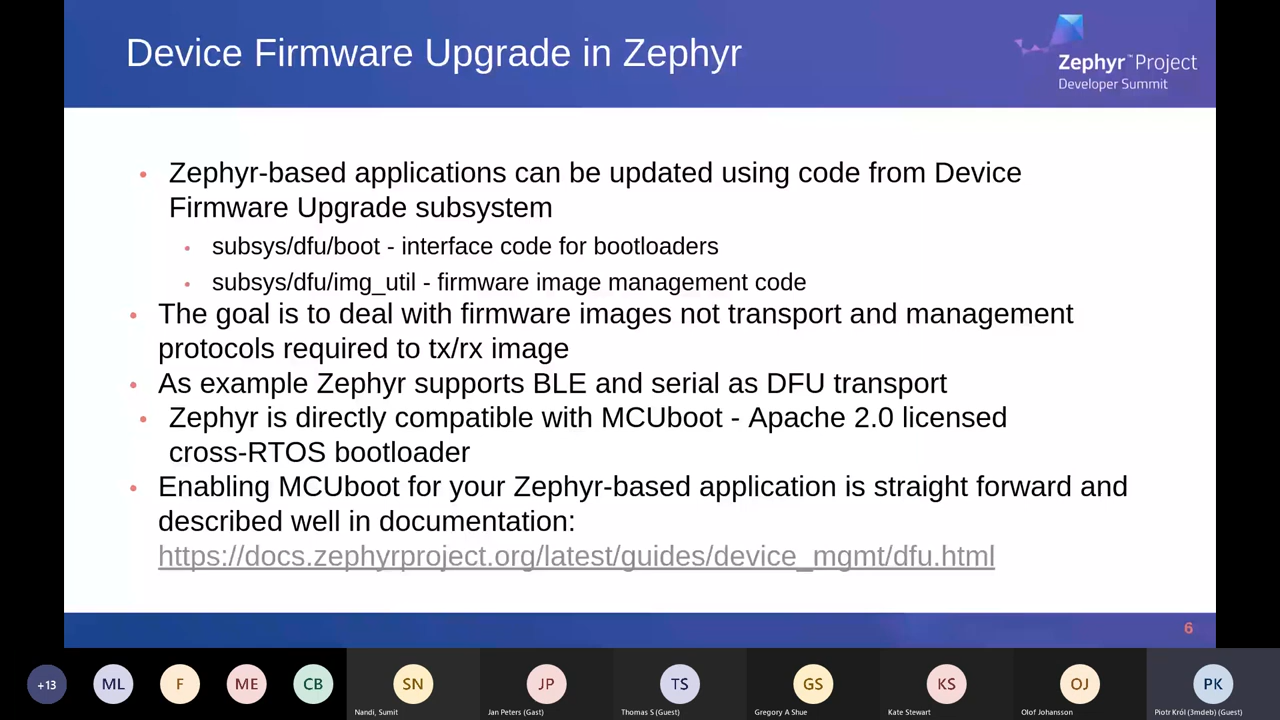 Device Firmware Upgrade in Zephyr
Zephyr™Project
Developer Summit
• Zephyr-based applications can be updated using code from Device
Firmware Upgrade subsystem
• subsys/dfu/boot - interface code for bootloaders
• subsys/dfu/img_util - firmware image management code
• The goal is to deal with firmware images not transport and management
protocols required to tx/rx image
• As example Zephyr supports BLE and serial as DFU transport
• Zephyr is directly compatible with MCUboot - Apache 2.0 licensed
cross-RTOS bootloader
• Enabling MCUboot for your Zephyr-based application is straight forward and
described well in documentation:
https://docs.zephyrproject.org/latest/guides/device_mgmt/dfu.html
6
+13 ML F ME CB SN JP TS GS KS OJ PK
Nandi, Sumit Jan Peters (Gast) Thomas S (Guest) Gregory A Shue Kate Stewart Olof Johansson Piotr Król (3mdeb) (Guest)